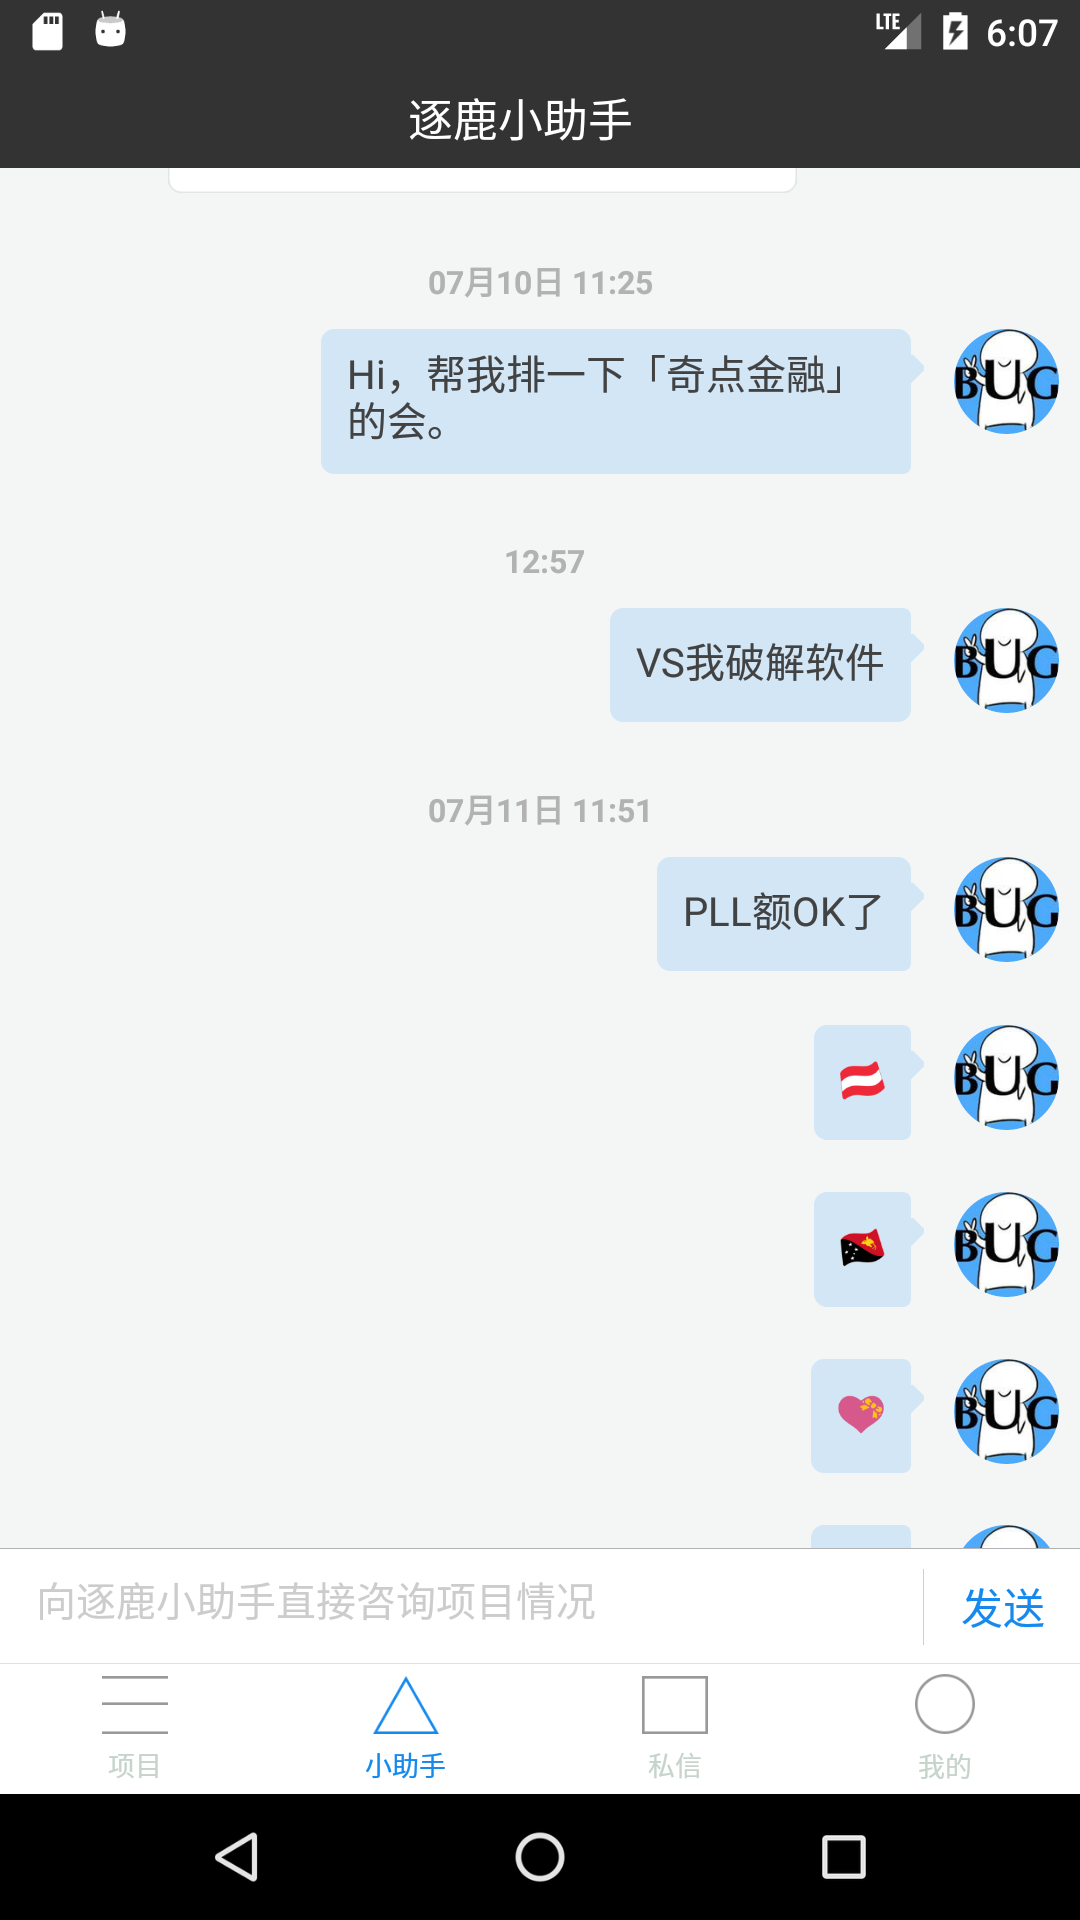 LTE 6:07
逐鹿小助手
07月10日 11:25
Hi，帮我排一下「奇点金融」
的会。
BUG
12:57
VS我破解软件
BUG
07月11日 11:51
PLL额OK了
BUG
BUG
BUG
BUG
向逐鹿小助手直接咨询项目情况
发送
项目
小助手
私信
我的